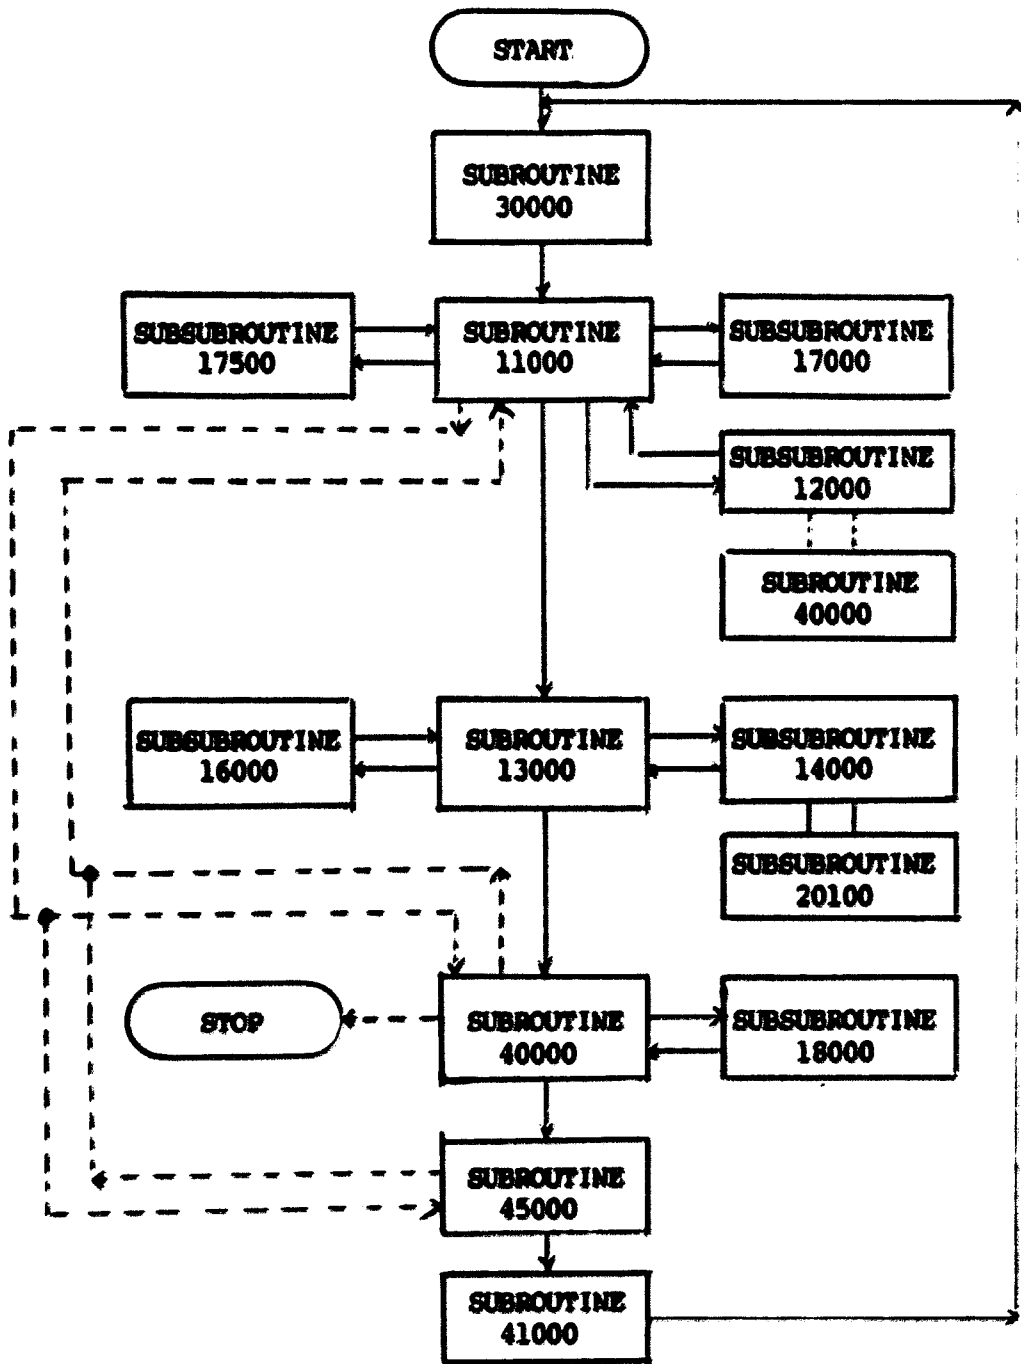 START
SUBROUTINE
30000
SUBSUBROUTINE
17500
SUBROUTINE
11000
SUBSUBROUTINE
17000
SUBSUBROUTINE
12000
SUBROUTINE
40000
SUBSUBROUTINE
16000
SUBROUTINE
13000
SUBSUBROUTINE
14000
SUBSUBROUTINE
20100
STOP
SUBROUTINE
40000
SUBSUBROUTINE
18000
SUBROUTINE
45000
SUBROUTINE
41000